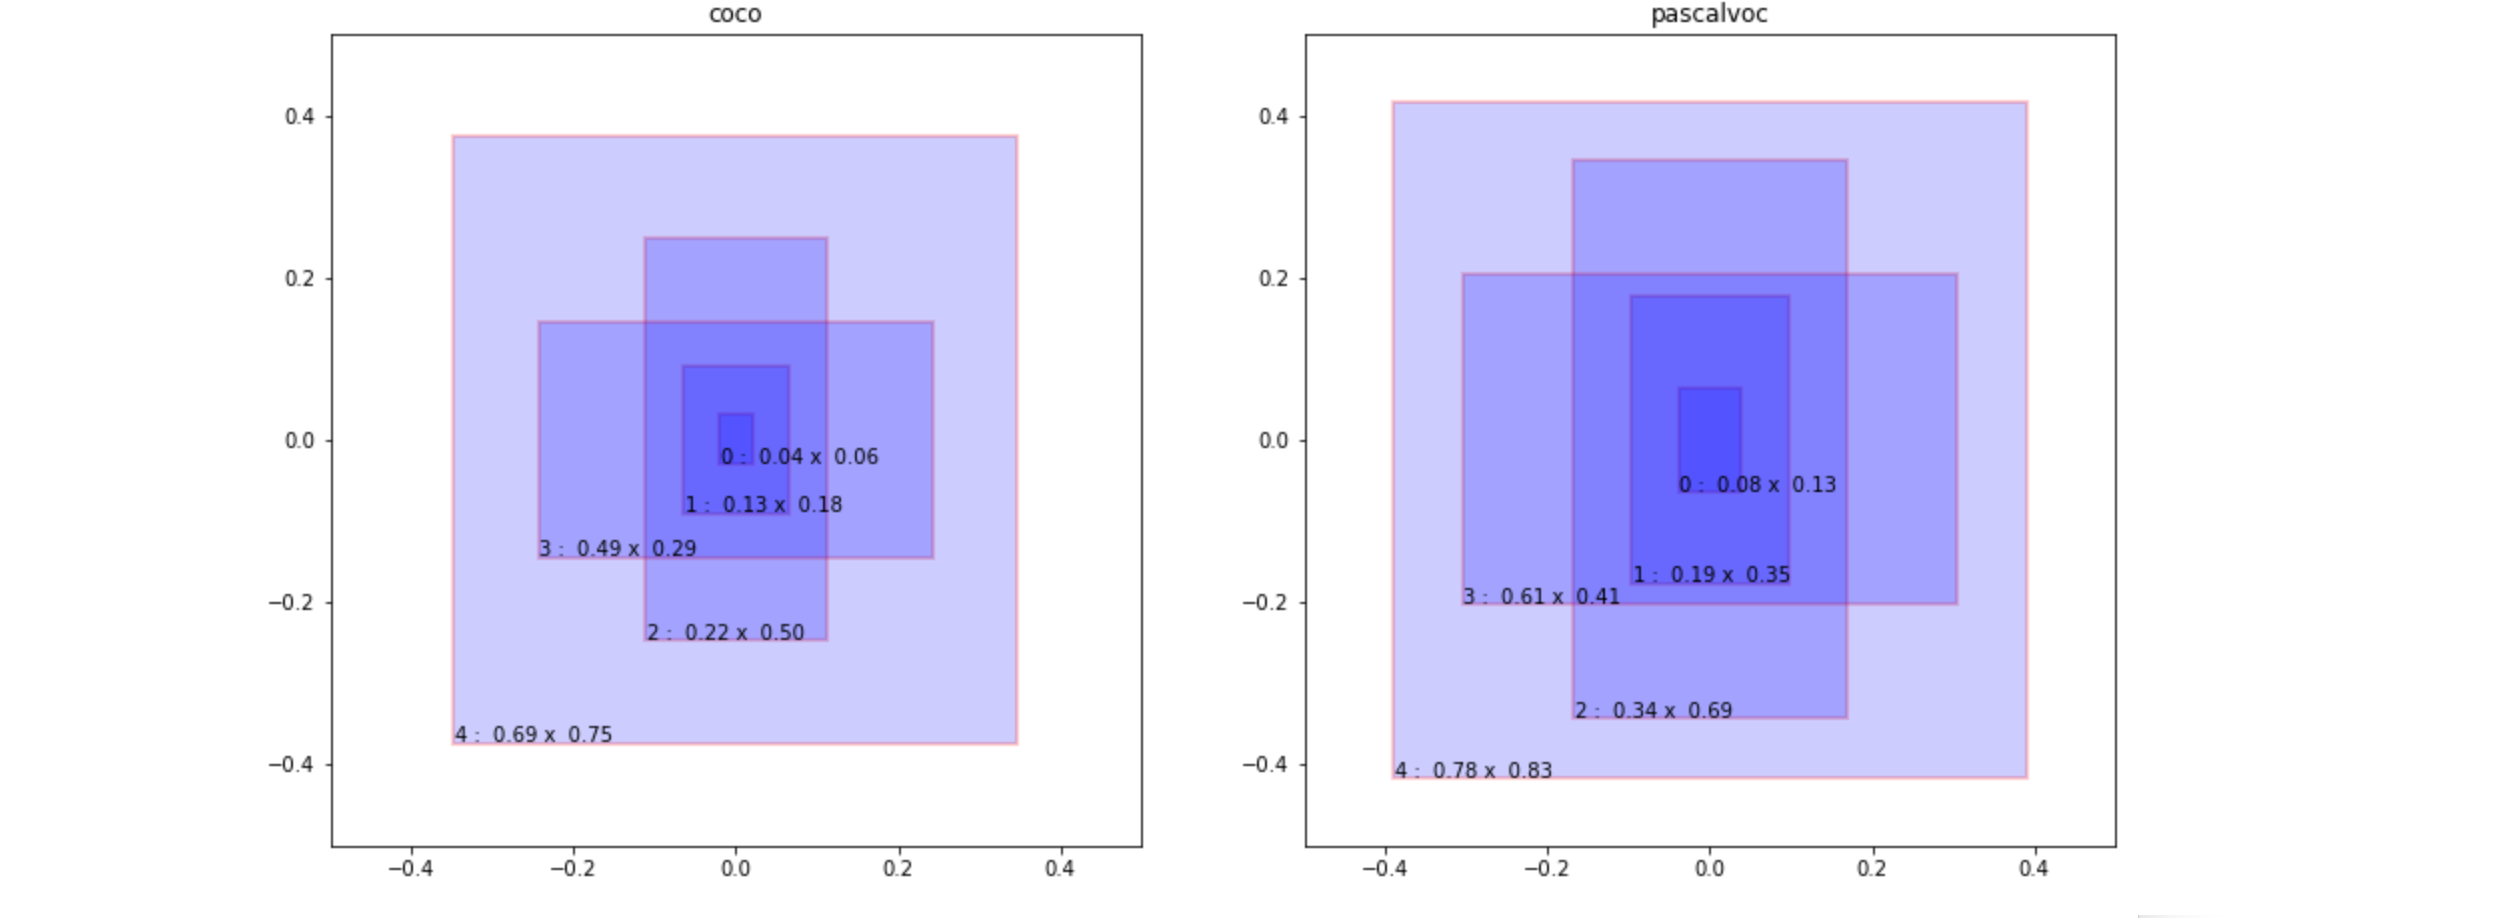 coco
0.4
0.2
0.0
−0.2
−0.4
0 : 0.04 x 0.06
1 : 0.13 x 0.18
3 : 0.49 x 0.29
2 : 0.22 x 0.50
4 : 0.69 x 0.75
−0.4 −0.2 0.0 0.2 0.4
pascalvoc
0.4
0.2
0.0
−0.2
−0.4
0 : 0.08 x 0.13
1 : 0.19 x 0.35
3 : 0.61 x 0.41
2 : 0.34 x 0.69
4 : 0.78 x 0.83
−0.4 −0.2 0.0 0.2 0.4